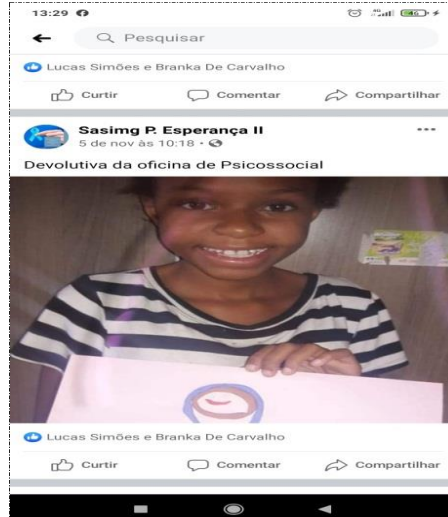 13:29
Pesquisar
Lucas Simões e Branka De Carvalho
Curtir Comentar Compartilhar
Sasimg P. Esperança II
5 de nov às 10:18 •
Devolutiva da oficina de Psicossocial
Lucas Simões e Branka De Carvalho
Curtir Comentar Compartilhar